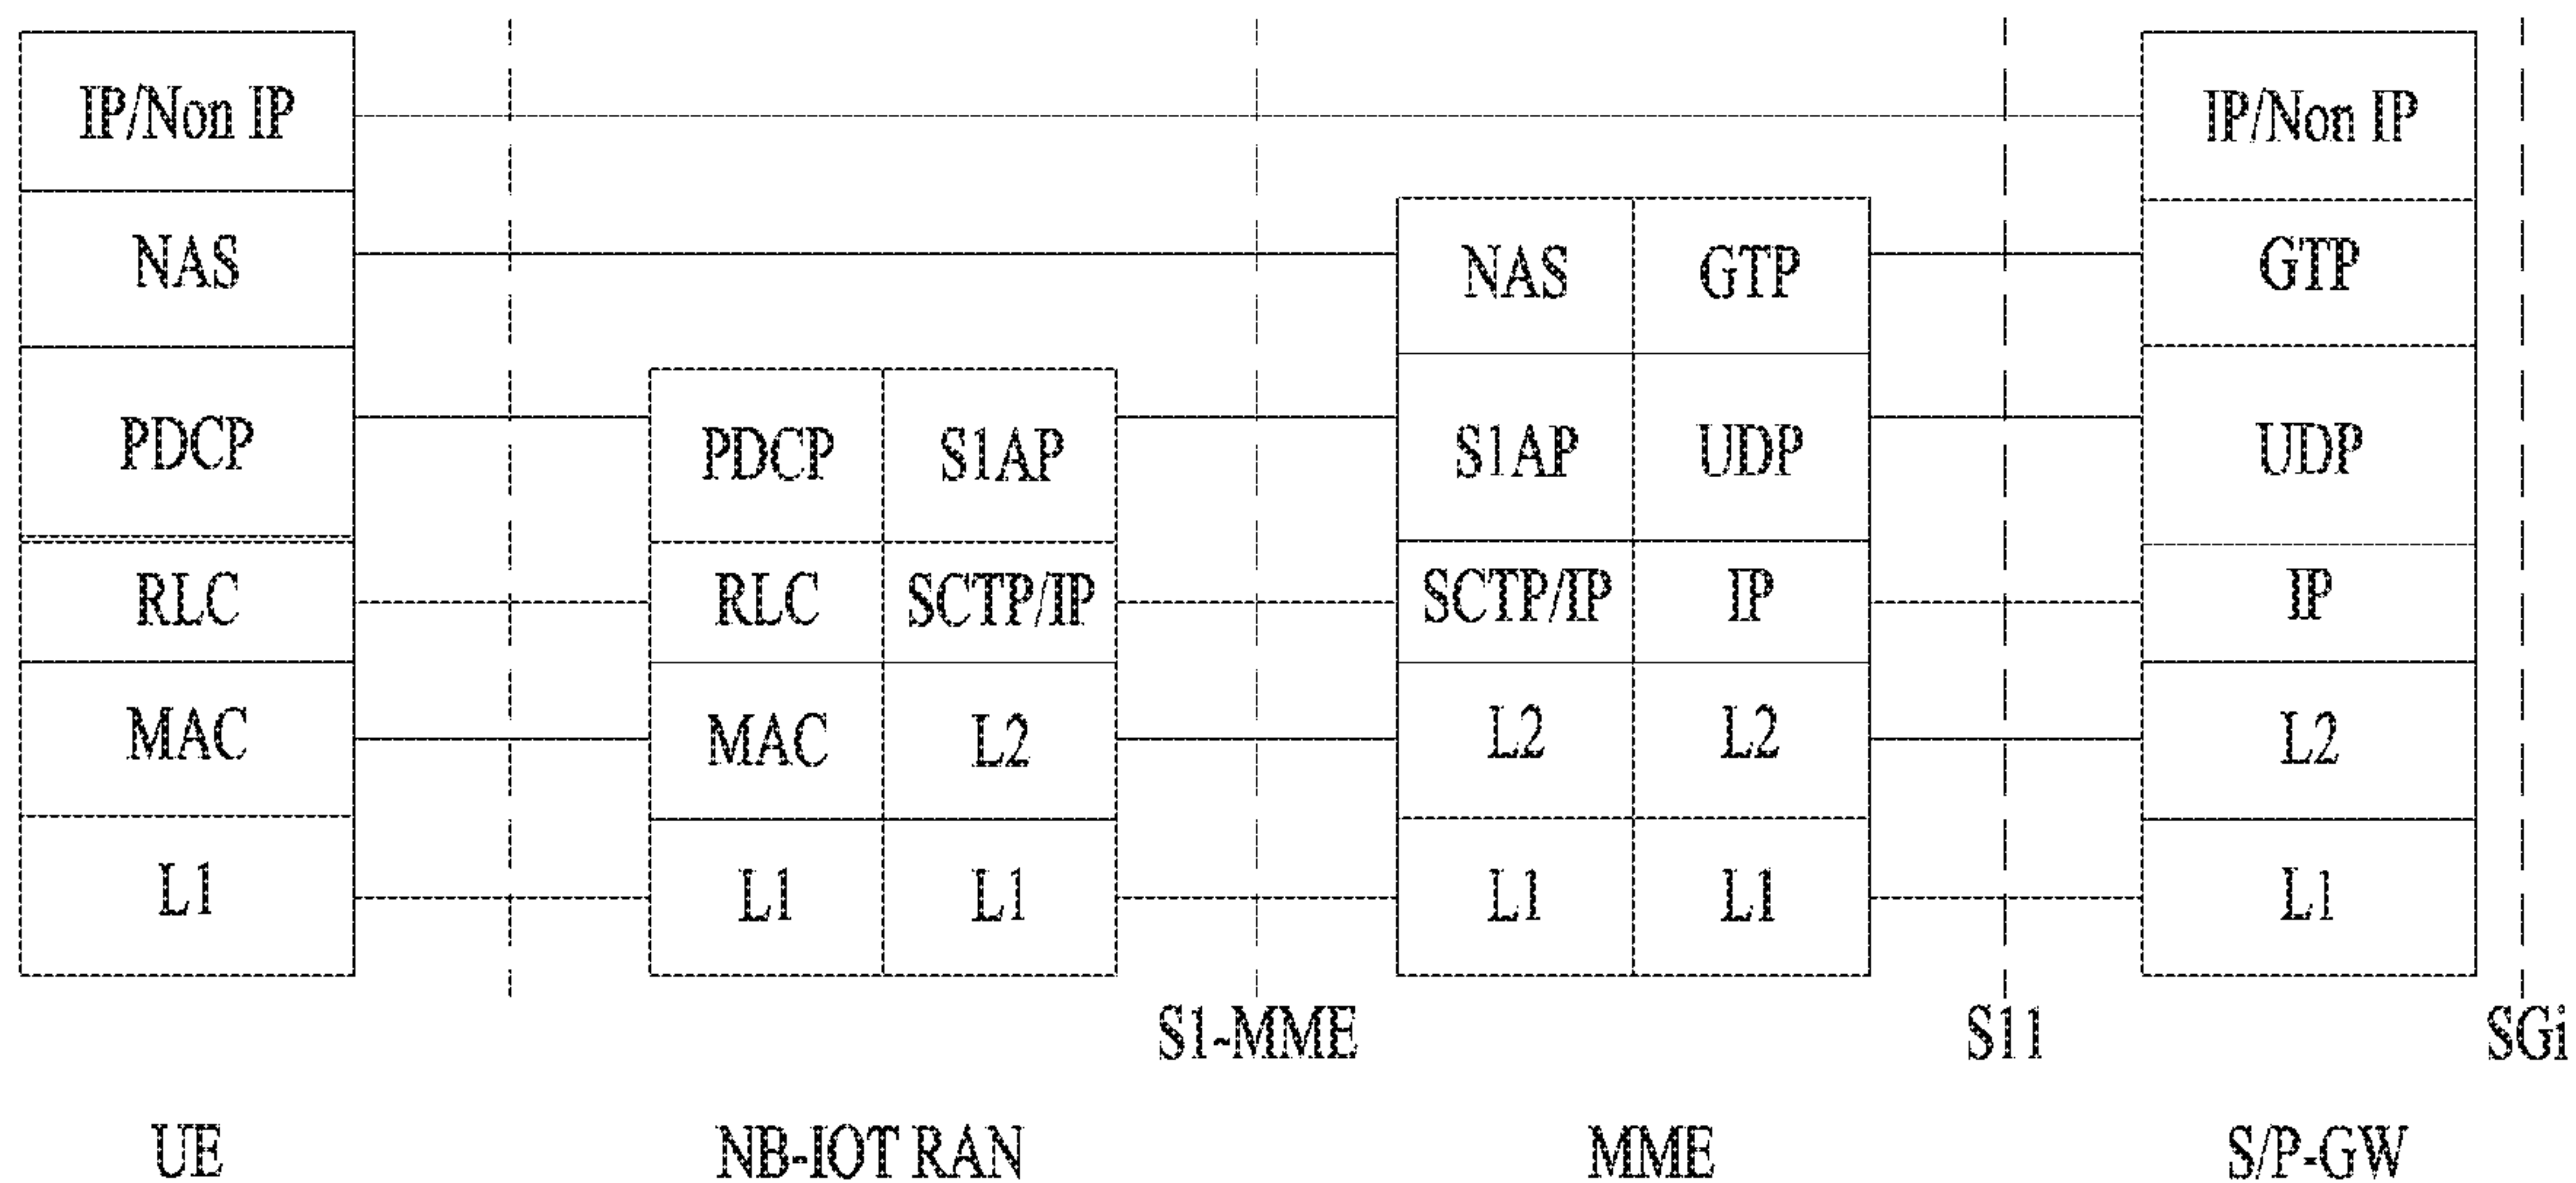 IP/Non IP
IP/Non IP
NAS
NAS
GTP
GTP
PDCP
PDCP
S1AP
S1AP
UDP
UDP
RLC
RLC
SCTP/IP
SCTP/IP
IP
IP
MAC
MAC
L2
L2
L2
L2
L1
L1
L1
L1
L1
L1
S1-MME
S11
SGi
UE
NB-IOT RAN
MME
S/P-GW